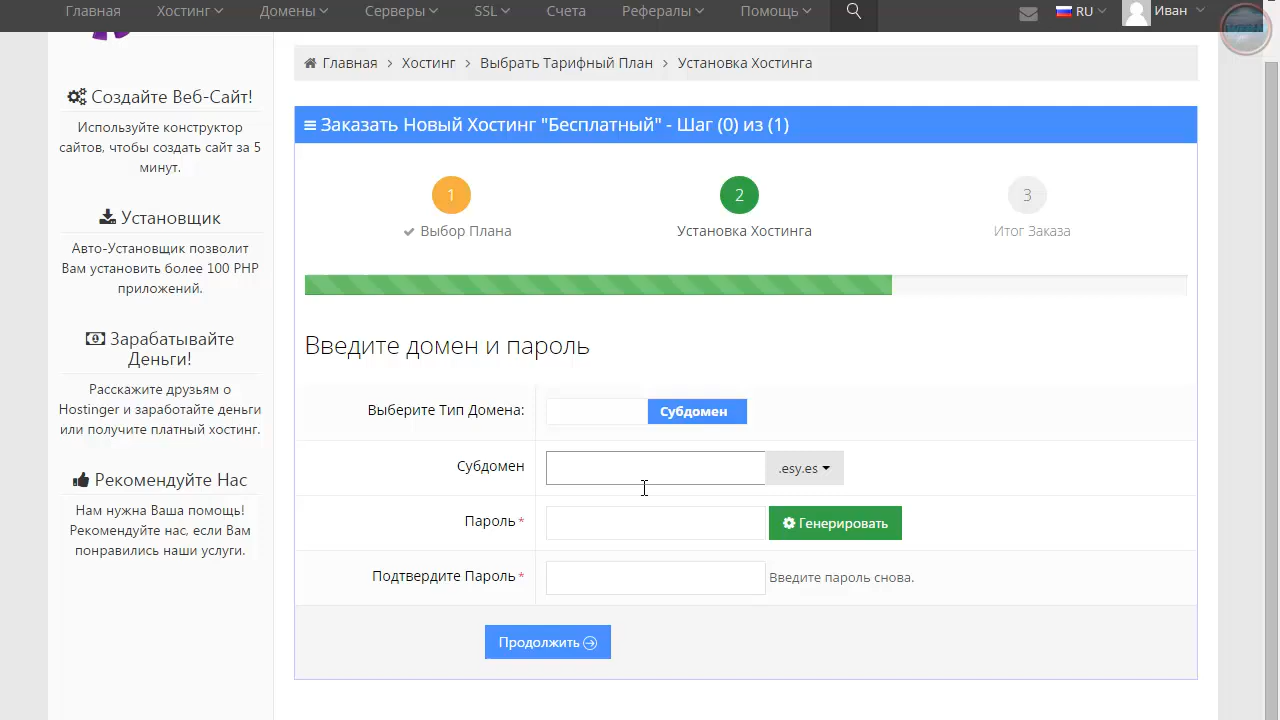 Главная Хостинг Домены Серверы SSL Счета Рефералы Помощь RU Иван
Главная Хостинг Выбрать Тарифный План Установка Хостинга
Создайте Веб-Сайт!
Используйте конструктор
сайтов, чтобы создать сайт за 5
минут.
Установщик
Авто-Установщик позволит
Вам установить более 100 PHP
приложений.
Зарабатывайте
Деньги!
Расскажите друзьям о
Hostinger и заработайте деньги
или получите платный хостинг.
Рекомендуйте Нас
Нам нужна Ваша помощь!
Рекомендуйте нас, если Вам
понравились наши услуги.
Заказать Новый Хостинг "Бесплатный" - Шаг (0) из (1)
1 2 3
Выбор Плана Установка Хостинга Итог Заказа
Введите домен и пароль
Выберите Тип Домена: Субдомен
Субдомен .esy.es
Пароль* Генерировать
Подтвердите Пароль* Введите пароль снова.
Продолжить